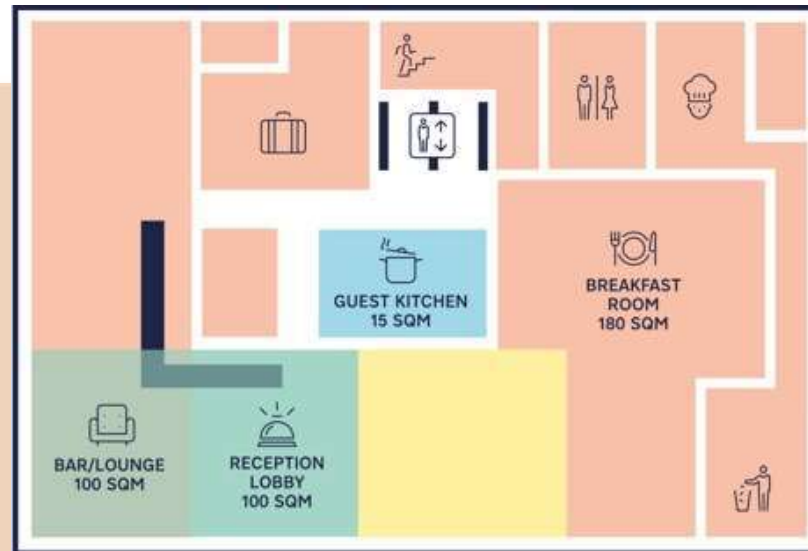 GUEST KITCHEN
15 SQM
BREAKFAST
ROOM
180 SQM
BAR/LOUNGE
100 SQM
RECEPTION
LOBBY
100 SQM